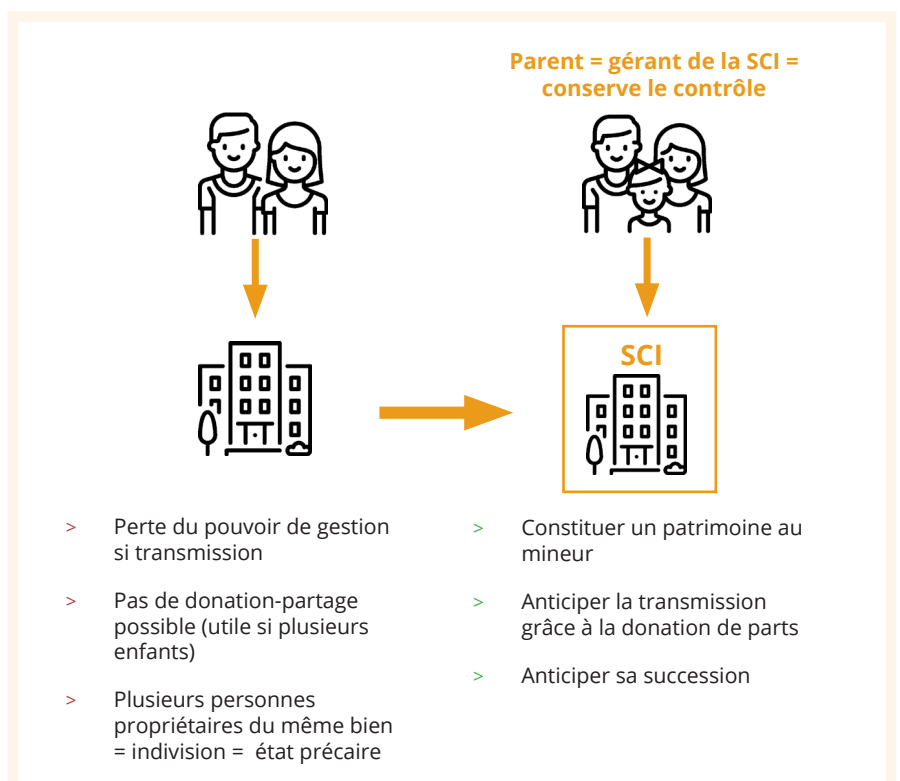 Parent = gérant de la SCI =
conserve le contrôle
SCI
> Perte du pouvoir de gestion
si transmission
> Pas de donation-partage
possible (utile si plusieurs
enfants)
> Plusieurs personnes
propriétaires du même bien
= indivision = état précaire
> Constituer un patrimoine au
mineur
> Anticiper la transmission
grâce à la donation de parts
> Anticiper sa succession